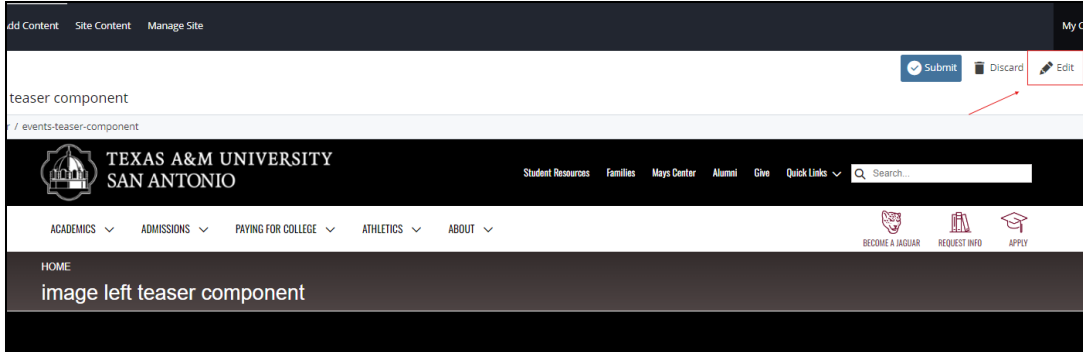 dd Content Site Content Manage Site My C
Submit Discard Edit
teaser component
r / events-teaser-component
TEXAS A&M UNIVERSITY
SAN ANTONIO
Student Resources Families Mays Center Alumni Give Quick Links Search...
ACADEMICS ADMISSIONS PAYING FOR COLLEGE ATHLETICS ABOUT
BECOME A JAGUAR REQUEST INFO APPLY
HOME
image left teaser component